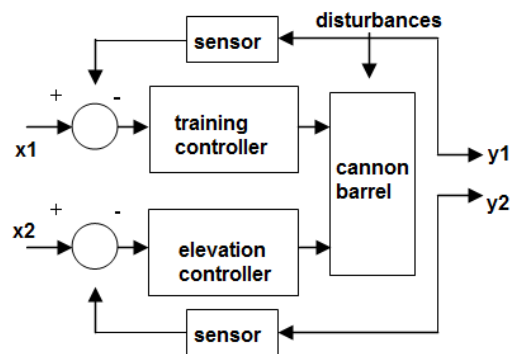 disturbances
sensor
+
-
training
controller
x1
cannon
barrel
y1
y2
+
-
x2
elevation
controller
sensor